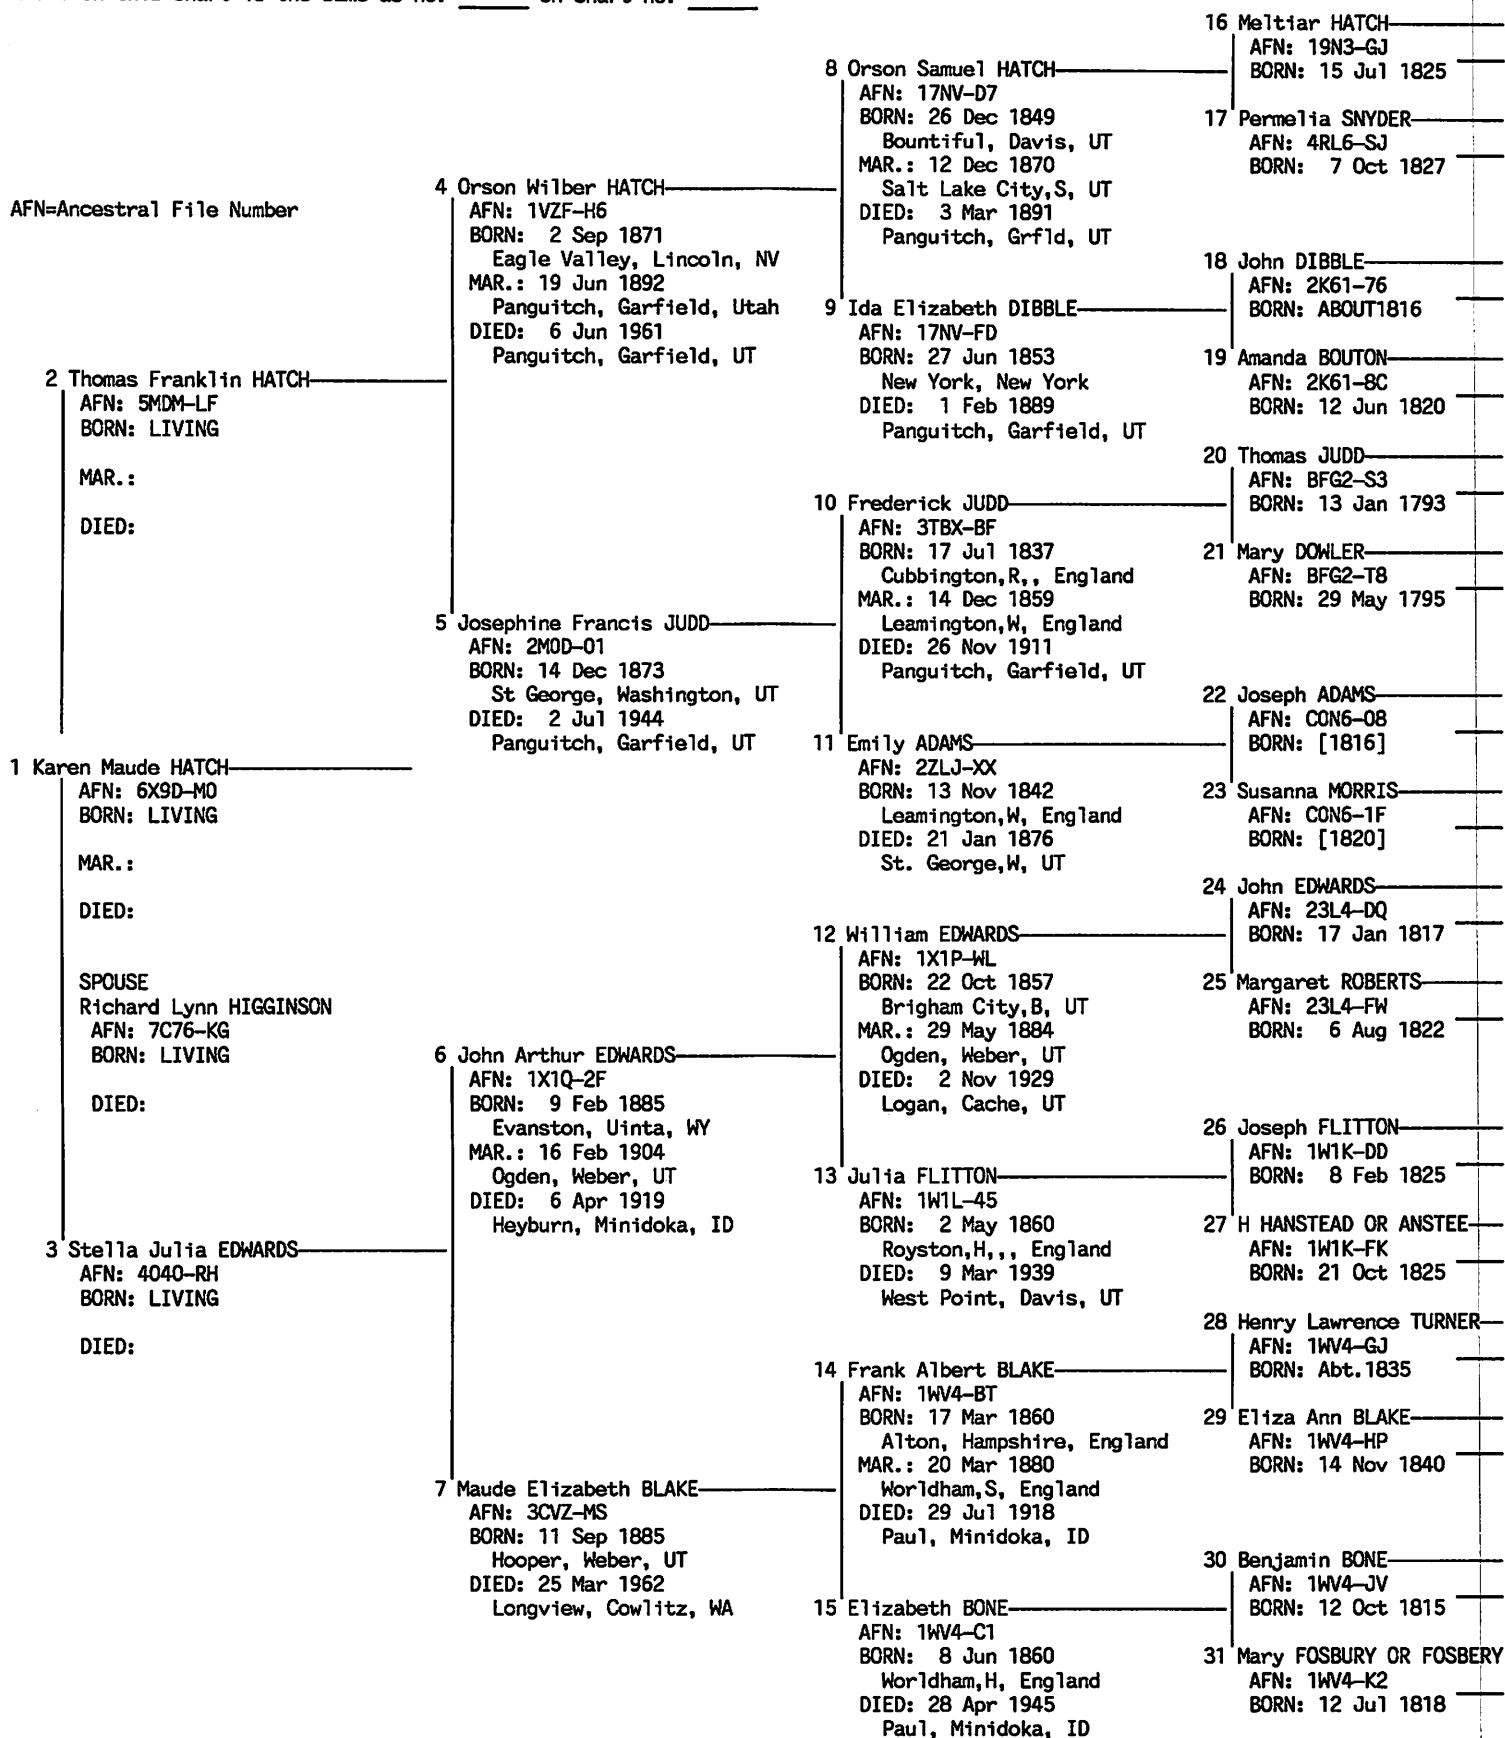 AFN=Ancestral File Number
1 Karen Maude HATCH
AFN: 6X9D-M0
BORN: LIVING
MAR.:
DIED:
SPOUSE
Richard Lynn HIGGINSON
AFN: 7C76-KG
BORN: LIVING
DIED:
2 Thomas Franklin HATCH
AFN: 5MDM-LF
BORN: LIVING
MAR.:
DIED:
3 Stella Julia EDWARDS
AFN: 4040-RH
BORN: LIVING
DIED:
4 Orson Wilber HATCH
AFN: 1VZF-H6
BORN: 2 Sep 1871
Eagle Valley, Lincoln, NV
MAR.: 19 Jun 1892
Panguitch, Garfield, Utah
DIED: 6 Jun 1961
Panguitch, Garfield, UT
5 Josephine Francis JUDD
AFN: 2M0D-01
BORN: 14 Dec 1873
St George, Washington, UT
DIED: 2 Jul 1944
Panguitch, Garfield, UT
6 John Arthur EDWARDS
AFN: 1X1Q-2F
BORN: 9 Feb 1885
Evanston, Uinta, WY
MAR.: 16 Feb 1904
Ogden, Weber, UT
DIED: 6 Apr 1919
Heyburn, Minidoka, ID
7 Maude Elizabeth BLAKE
AFN: 3CVZ-MS
BORN: 11 Sep 1885
Hooper, Weber, UT
DIED: 25 Mar 1962
Longview, Cowlitz, WA
8 Orson Samuel HATCH
AFN: 17NV-D7
BORN: 26 Dec 1849
Bountiful, Davis, UT
MAR.: 12 Dec 1870
Salt Lake City,S, UT
DIED: 3 Mar 1891
Panguitch, Grfld, UT
9 Ida Elizabeth DIBBLE
AFN: 17NV-FD
BORN: 27 Jun 1853
New York, New York
DIED: 1 Feb 1889
Panguitch, Garfield, UT
10 Frederick JUDD
AFN: 3TBX-BF
BORN: 17 Jul 1837
Cubbington,R,, England
MAR.: 14 Dec 1859
Leamington,W, England
DIED: 26 Nov 1911
Panguitch, Garfield, UT
11 Emily ADAMS
AFN: 2ZLJ-XX
BORN: 13 Nov 1842
Leamington,W, England
DIED: 21 Jan 1876
St. George,W, UT
12 William EDWARDS
AFN: 1X1P-WL
BORN: 22 Oct 1857
Brigham City,B, UT
MAR.: 29 May 1884
Ogden, Weber, UT
DIED: 2 Nov 1929
Logan, Cache, UT
13 Julia FLITTON
AFN: 1W1L-45
BORN: 2 May 1860
Royston,H,,, England
DIED: 9 Mar 1939
West Point, Davis, UT
14 Frank Albert BLAKE
AFN: 1WV4-BT
BORN: 17 Mar 1860
Alton, Hampshire, England
MAR.: 20 Mar 1880
Worldham,S, England
DIED: 29 Jul 1918
Paul, Minidoka, ID
15 Elizabeth BONE
AFN: 1WV4-C1
BORN: 8 Jun 1860
Worldham,H, England
DIED: 28 Apr 1945
Paul, Minidoka, ID
16 Meltiar HATCH
AFN: 19N3-GJ
BORN: 15 Jul 1825
17 Permelia SNYDER
AFN: 4RL6-SJ
BORN: 7 Oct 1827
18 John DIBBLE
AFN: 2K61-76
BORN: ABOUT1816
19 Amanda BOUTON
AFN: 2K61-8C
BORN: 12 Jun 1820
20 Thomas JUDD
AFN: BFG2-S3
BORN: 13 Jan 1793
21 Mary DOWLER
AFN: BFG2-T8
BORN: 29 May 1795
22 Joseph ADAMS
AFN: C0N6-08
BORN: [1816]
23 Susanna MORRIS
AFN: C0N6-1F
BORN: [1820]
24 John EDWARDS
AFN: 23L4-DQ
BORN: 17 Jan 1817
25 Margaret ROBERTS
AFN: 23L4-FW
BORN: 6 Aug 1822
26 Joseph FLITTON
AFN: 1W1K-DD
BORN: 8 Feb 1825
27 H HANSTEAD OR ANSTEE
AFN: 1W1K-FK
BORN: 21 Oct 1825
28 Henry Lawrence TURNER
AFN: 1WV4-GJ
BORN: Abt.1835
29 Eliza Ann BLAKE
AFN: 1WV4-HP
BORN: 14 Nov 1840
30 Benjamin BONE
AFN: 1WV4-JV
BORN: 12 Oct 1815
31 Mary FOSBURY OR FOSBERY
AFN: 1WV4-K2
BORN: 12 Jul 1818